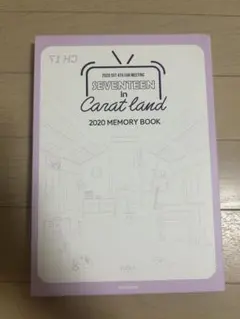 2020 SVT 4TH FAN MEETING
SEVENTEEN
in
Carat land
2020 MEMORY BOOK